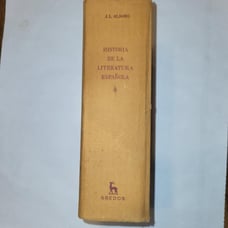 J. L. ALBORG
HISTORIA
DE LA
LITERATURA
ESPAÑOLA
GREDOS